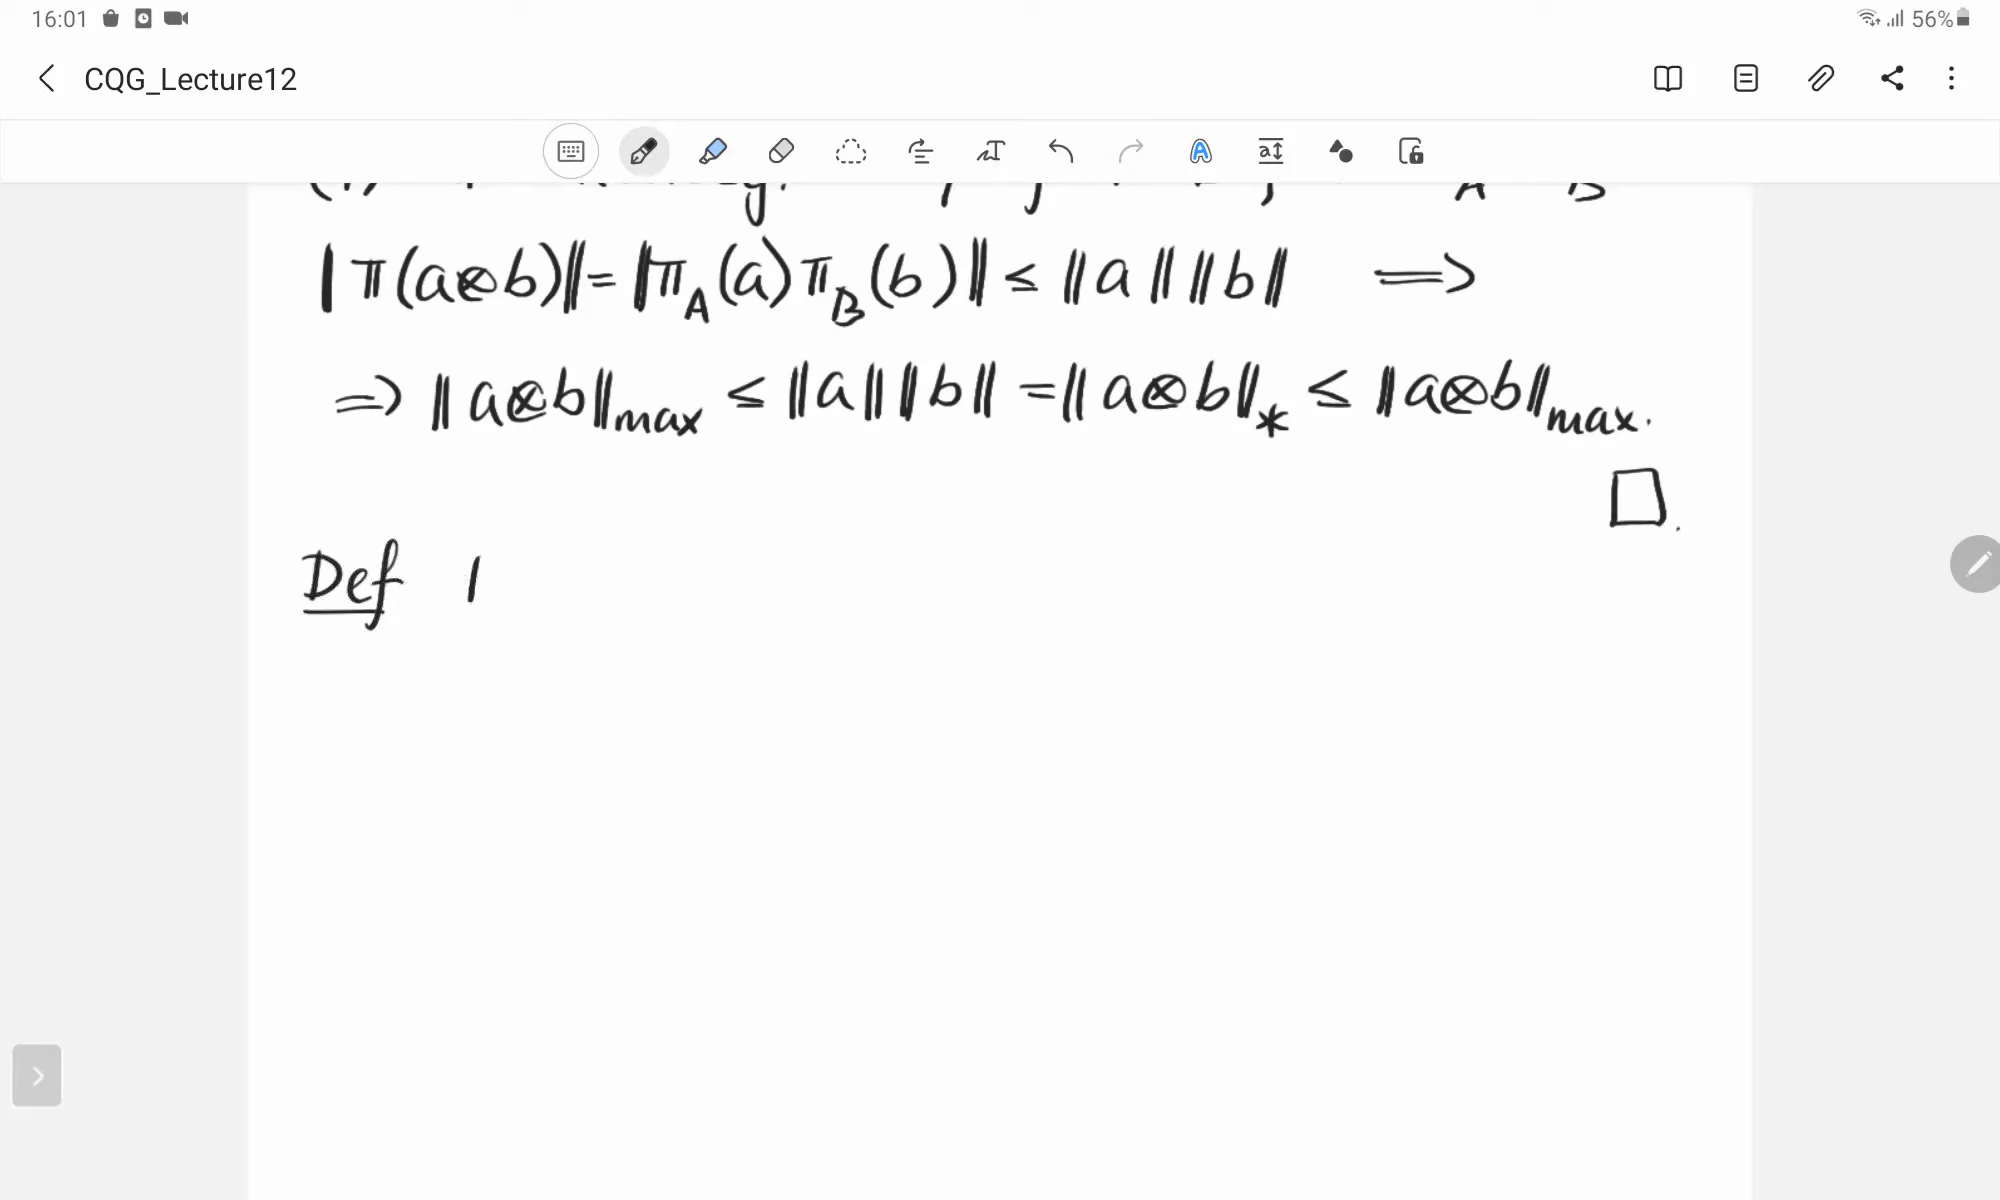 16:01 56%
CQG_Lecture12
A B
‖π(a⊗b)‖=‖π_A(a)π_B(b)‖ ≤ ‖a‖‖b‖ ⟹
⟹ ‖a⊗b‖_max ≤ ‖a‖‖b‖ =‖a⊗b‖_* ≤ ‖a⊗b‖_max.
□.
Def |